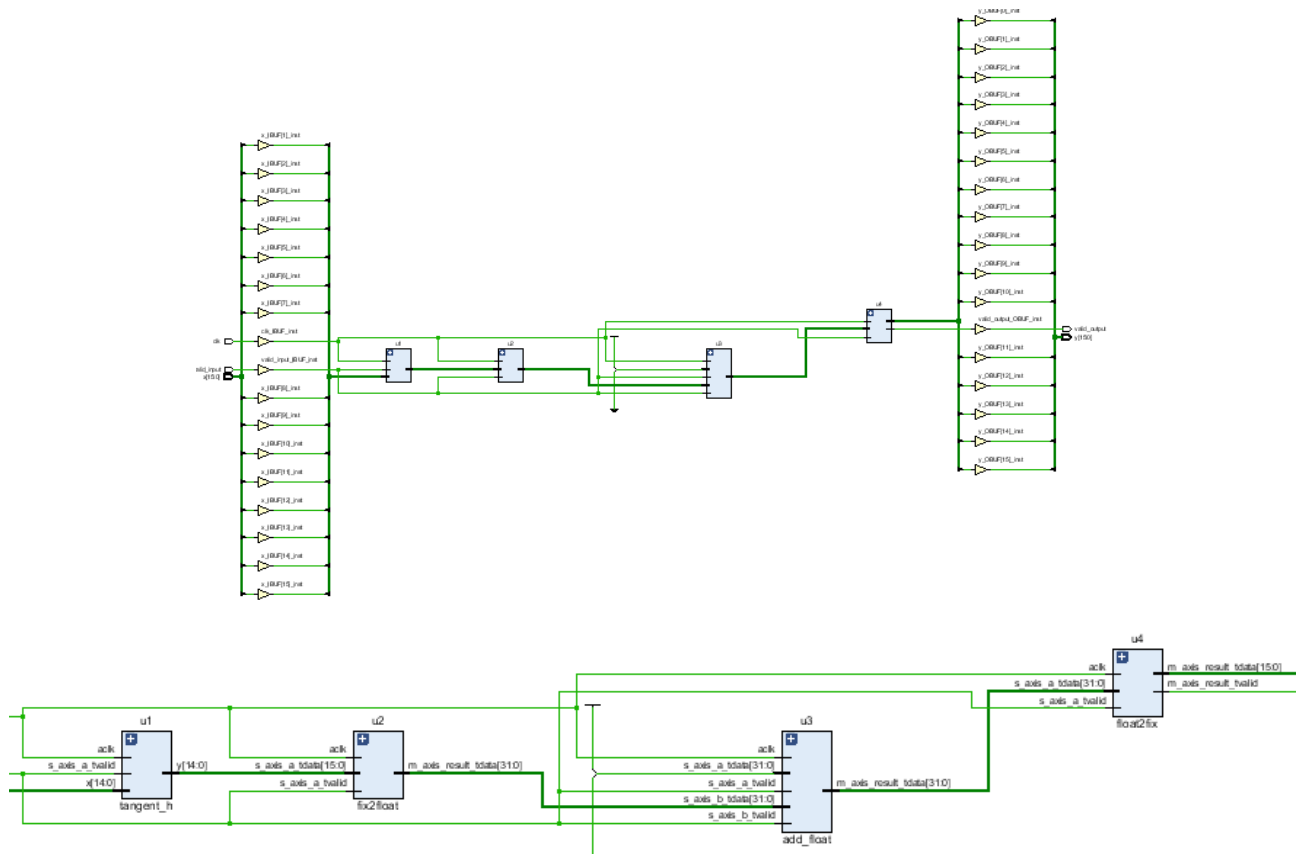 y_OBUF[0]_inst
y_OBUF[1]_inst
y_OBUF[2]_inst
y_OBUF[3]_inst
y_OBUF[4]_inst
y_OBUF[5]_inst
y_OBUF[6]_inst
y_OBUF[7]_inst
y_OBUF[8]_inst
y_OBUF[9]_inst
y_OBUF[10]_inst
valid_output_OBUF_inst
y_OBUF[11]_inst
y_OBUF[12]_inst
y_OBUF[13]_inst
y_OBUF[14]_inst
y_OBUF[15]_inst
valid_output
y[15:0]
x_IBUF[1]_inst
x_IBUF[2]_inst
x_IBUF[3]_inst
x_IBUF[4]_inst
x_IBUF[5]_inst
x_IBUF[6]_inst
x_IBUF[7]_inst
clk_IBUF_inst
valid_input_IBUF_inst
x_IBUF[8]_inst
x_IBUF[9]_inst
x_IBUF[10]_inst
x_IBUF[11]_inst
x_IBUF[12]_inst
x_IBUF[13]_inst
x_IBUF[14]_inst
x_IBUF[15]_inst
clk
valid_input
x[15:0]
u1
u2
u3
u4
u1
aclk
s_axis_a_tvalid
x[14:0]
y[14:0]
tangent_h
u2
aclk
s_axis_a_tdata[15:0]
s_axis_a_tvalid
m_axis_result_tdata[31:0]
fix2float
u3
aclk
s_axis_a_tdata[31:0]
s_axis_a_tvalid
s_axis_b_tdata[31:0]
s_axis_b_tvalid
m_axis_result_tdata[31:0]
add_float
u4
aclk
s_axis_a_tdata[31:0]
s_axis_a_tvalid
m_axis_result_tdata[15:0]
m_axis_result_tvalid
float2fix